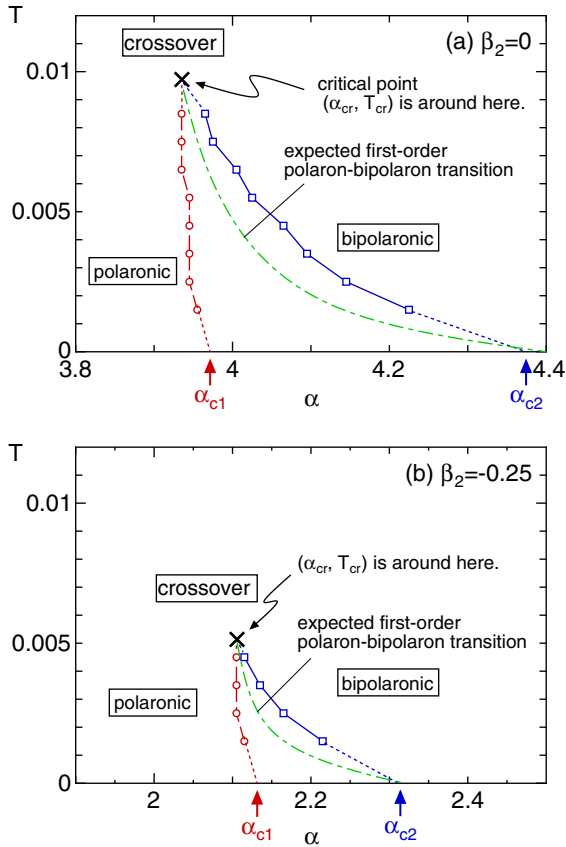 T
crossover
(a) β2=0
0.01
critical point
(αcr, Tcr) is around here.
expected first-order
polaron-bipolaron transition
0.005
bipolaronic
polaronic
0
3.8
4
4.2
4.4
αc1
α
αc2
T
(b) β2=-0.25
0.01
(αcr, Tcr) is around here.
crossover
0.005
expected first-order
polaron-bipolaron transition
polaronic
bipolaronic
0
2
2.2
2.4
αc1
α
αc2